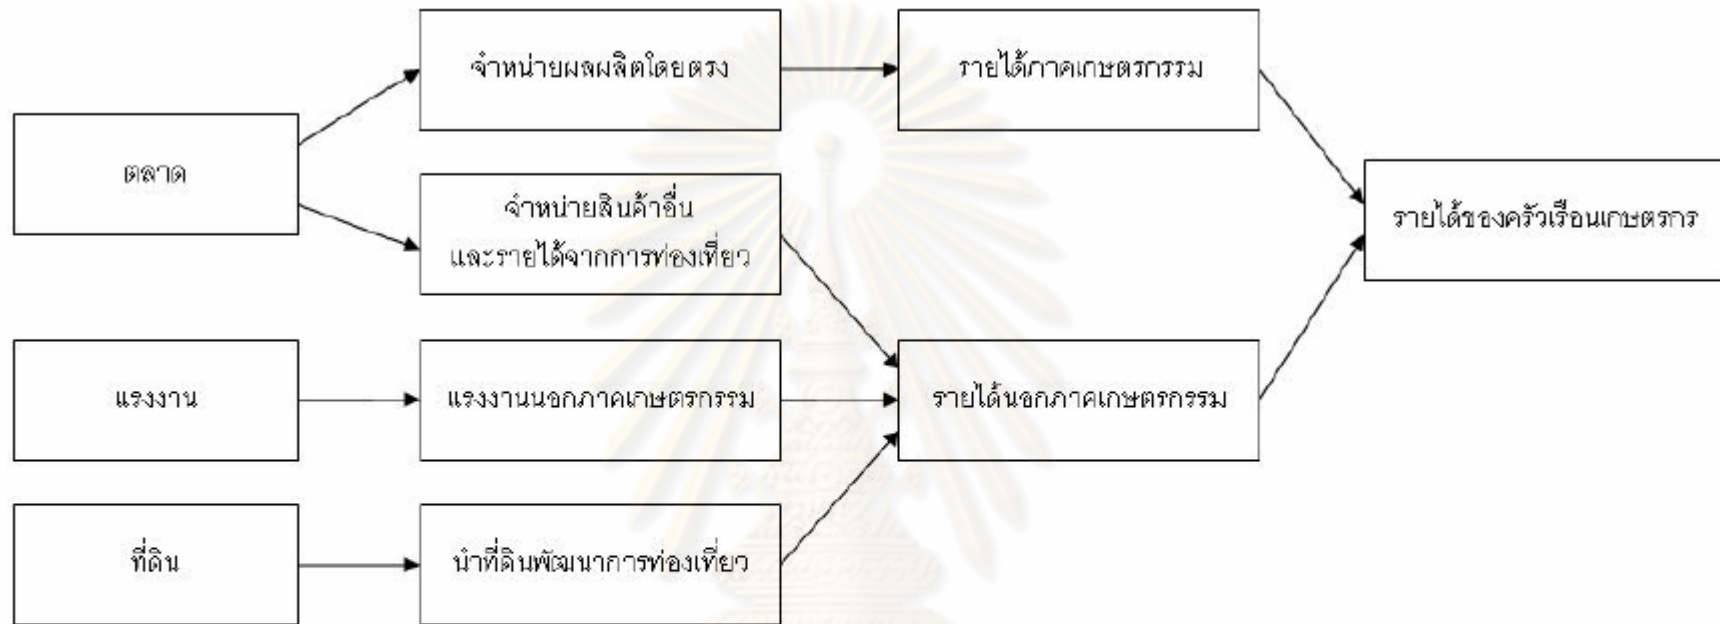 จำหน่ายผลผลิตโดยตรง
รายได้ภาคเกษตรกรรม
ตลาด
จำหน่ายสินค้าอื่น
และรายได้จากการท่องเที่ยว
รายได้ของครัวเรือนเกษตรกร
แรงงาน
แรงงานนอกภาคเกษตรกรรม
รายได้นอกภาคเกษตรกรรม
ที่ดิน
นำที่ดินพัฒนาการท่องเที่ยว